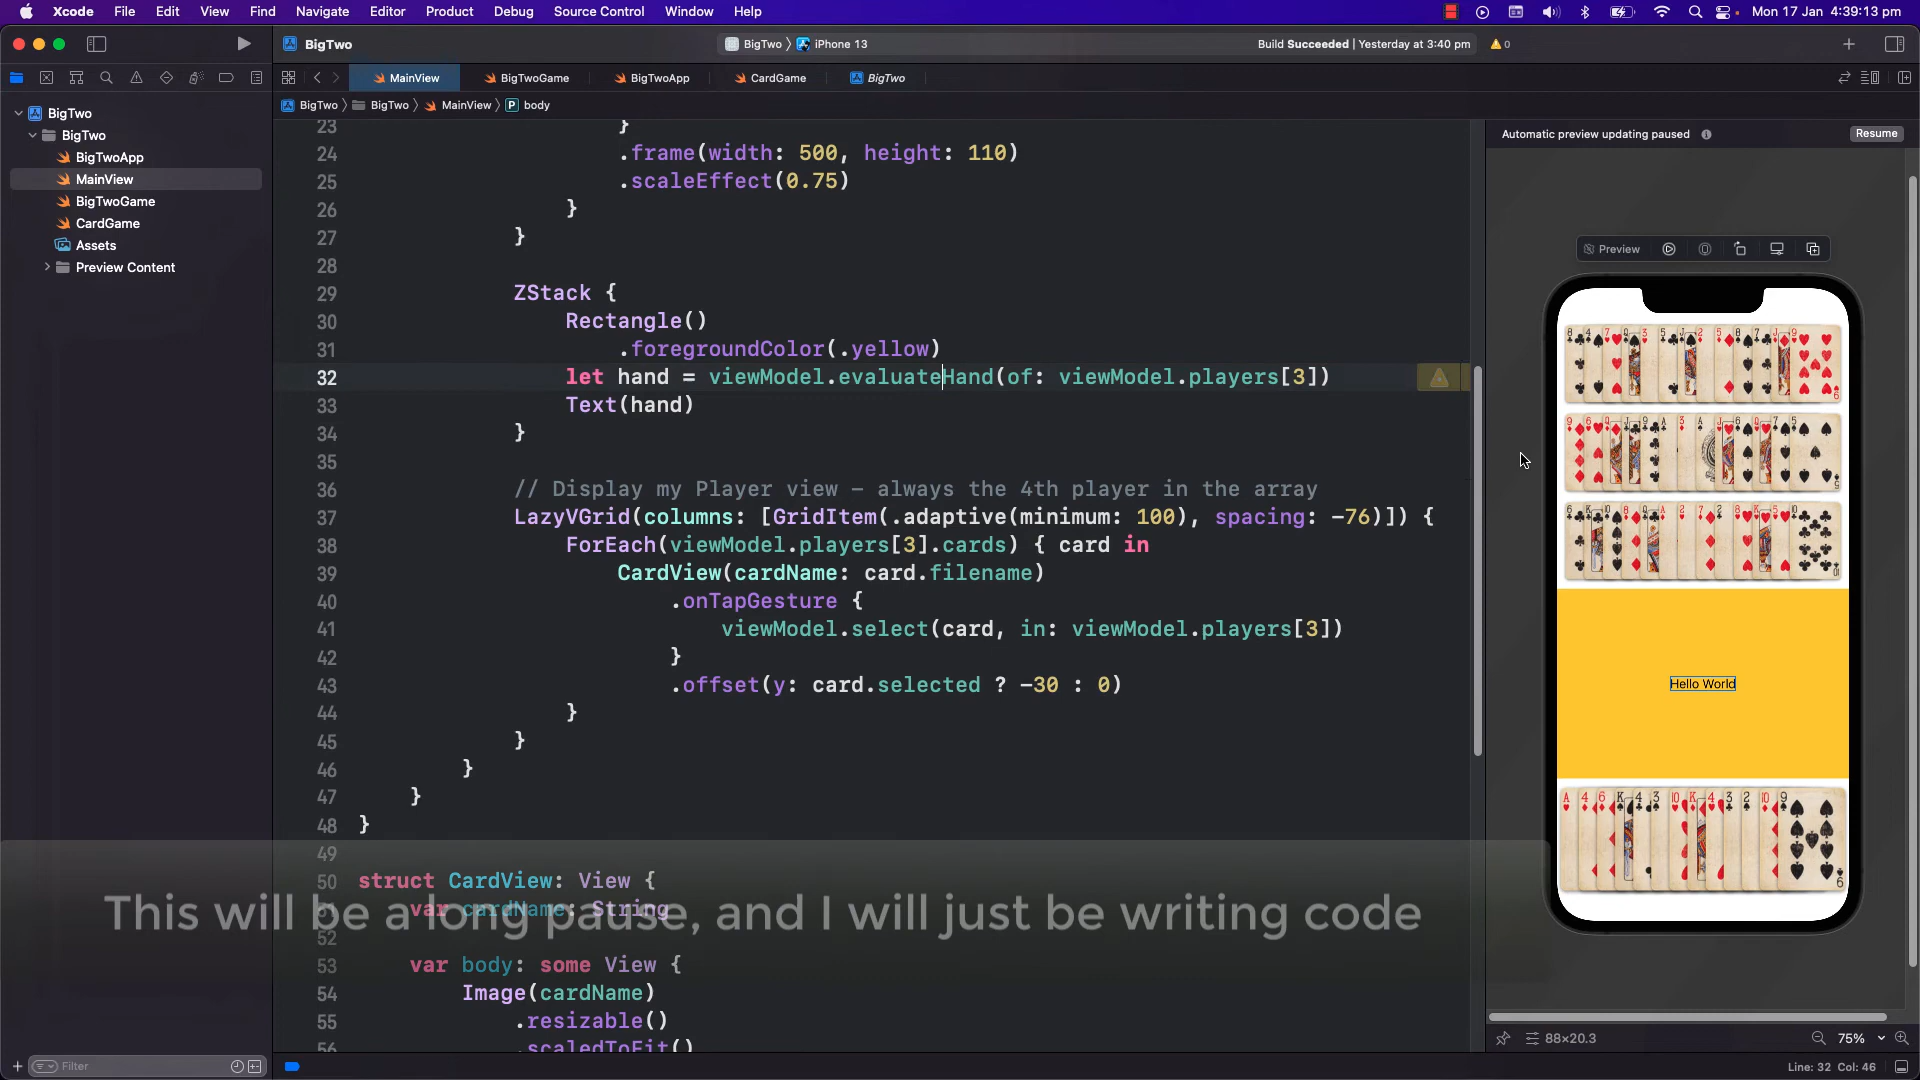 Xcode File Edit View Find Navigate Editor Product Debug Source Control Window Help Mon 17 Jan 4:39:13 pm
BigTwo BigTwo iPhone 13 Build Succeeded | Yesterday at 3:40 pm 0
MainView BigTwoGame BigTwoApp CardGame BigTwo
BigTwo BigTwo MainView P body
BigTwo
BigTwo
BigTwoApp
MainView
BigTwoGame
CardGame
Assets
Preview Content
23 }
24 .frame(width: 500, height: 110)
25 .scaleEffect(0.75)
26 }
27 }
28
29 ZStack {
30 Rectangle()
31 .foregroundColor(.yellow)
32 let hand = viewModel.evaluateHand(of: viewModel.players[3])
33 Text(hand)
34 }
35
36 // Display my Player view – always the 4th player in the array
37 LazyVGrid(columns: [GridItem(.adaptive(minimum: 100), spacing: -76)]) {
38 ForEach(viewModel.players[3].cards) { card in
39 CardView(cardName: card.filename)
40 .onTapGesture {
41 viewModel.select(card, in: viewModel.players[3])
42 }
43 .offset(y: card.selected ? -30 : 0)
44 }
45 }
46 }
47 }
48 }
49
50 struct CardView: View {
51 var cardName: String
This will be a long pause, and I will just be writing code
52
53 var body: some View {
54 Image(cardName)
55 .resizable()
56 .scaledToFit()
Automatic preview updating paused Resume
Preview
Hello World
88×20.3 75%
Filter
Line: 32 Col: 46